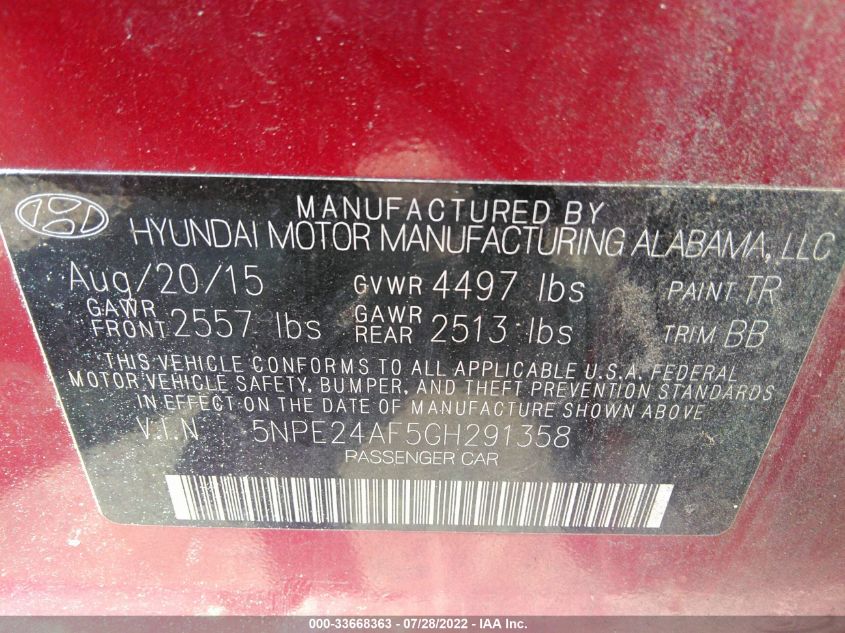 MANUFACTURED BY
HYUNDAI MOTOR MANUFACTURING ALABAMA, LLC
Aug/20/15 GVWR 4497 lbs PAINT TR
GAWR FRONT 2557 lbs GAWR REAR 2513 lbs TRIM BB
THIS VEHICLE CONFORMS TO ALL APPLICABLE U.S.A. FEDERAL
MOTOR VEHICLE SAFETY, BUMPER, AND THEFT PREVENTION STANDARDS
IN EFFECT ON THE DATE OF MANUFACTURE SHOWN ABOVE
V.I.N 5NPE24AF5GH291358
PASSENGER CAR
000-33668363 - 07/28/2022 - IAA Inc.